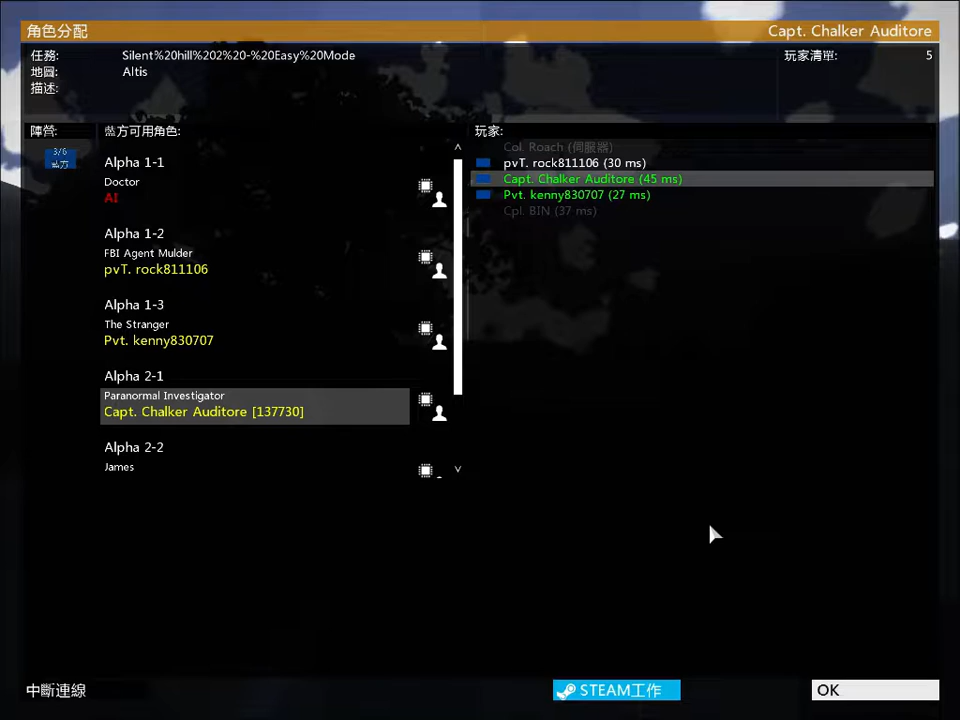 角色分配
Capt. Chalker Auditore
任務: Silent%20hill%202%20-%20Easy%20Mode
玩家清單: 5
地圖: Altis
描述:
陣營:
藍方可用角色:
玩家:
3/6
藍方
Alpha 1-1
Doctor
AI
Alpha 1-2
FBI Agent Mulder
pvT. rock811106
Alpha 1-3
The Stranger
Pvt. kenny830707
Alpha 2-1
Paranormal Investigator
Capt. Chalker Auditore [137730]
Alpha 2-2
James
Col. Roach (伺服器)
pvT. rock811106 (30 ms)
Capt. Chalker Auditore (45 ms)
Pvt. kenny830707 (27 ms)
Cpl. BIN (37 ms)
中斷連線
STEAM工作
OK